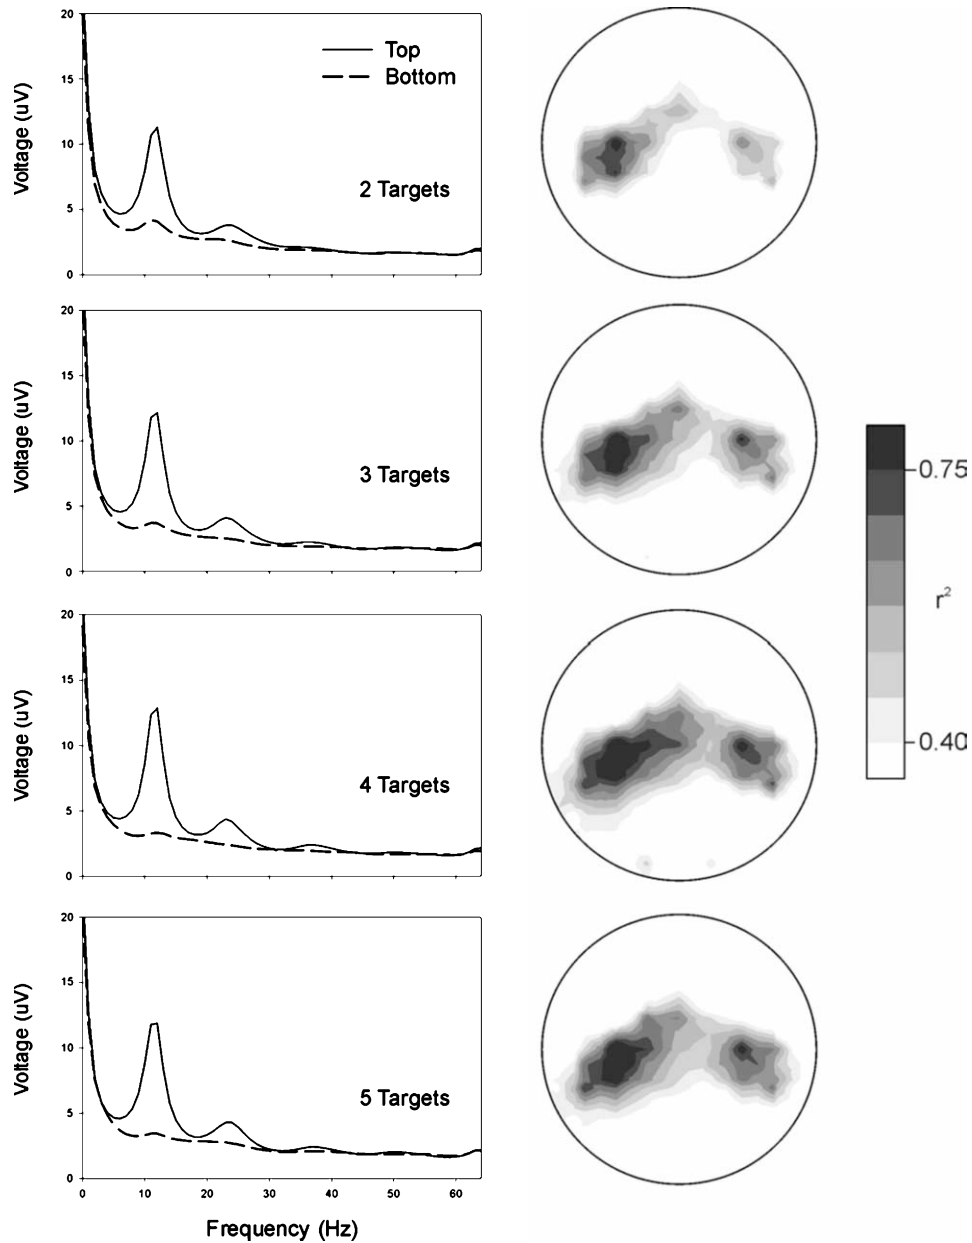 20
15
10
5
0
Voltage (uV)
Top
Bottom
2 Targets
20
15
10
5
0
Voltage (uV)
3 Targets
20
15
10
5
0
Voltage (uV)
4 Targets
20
15
10
5
0
Voltage (uV)
5 Targets
0 10 20 30 40 50 60
Frequency (Hz)
0.75
r²
0.40